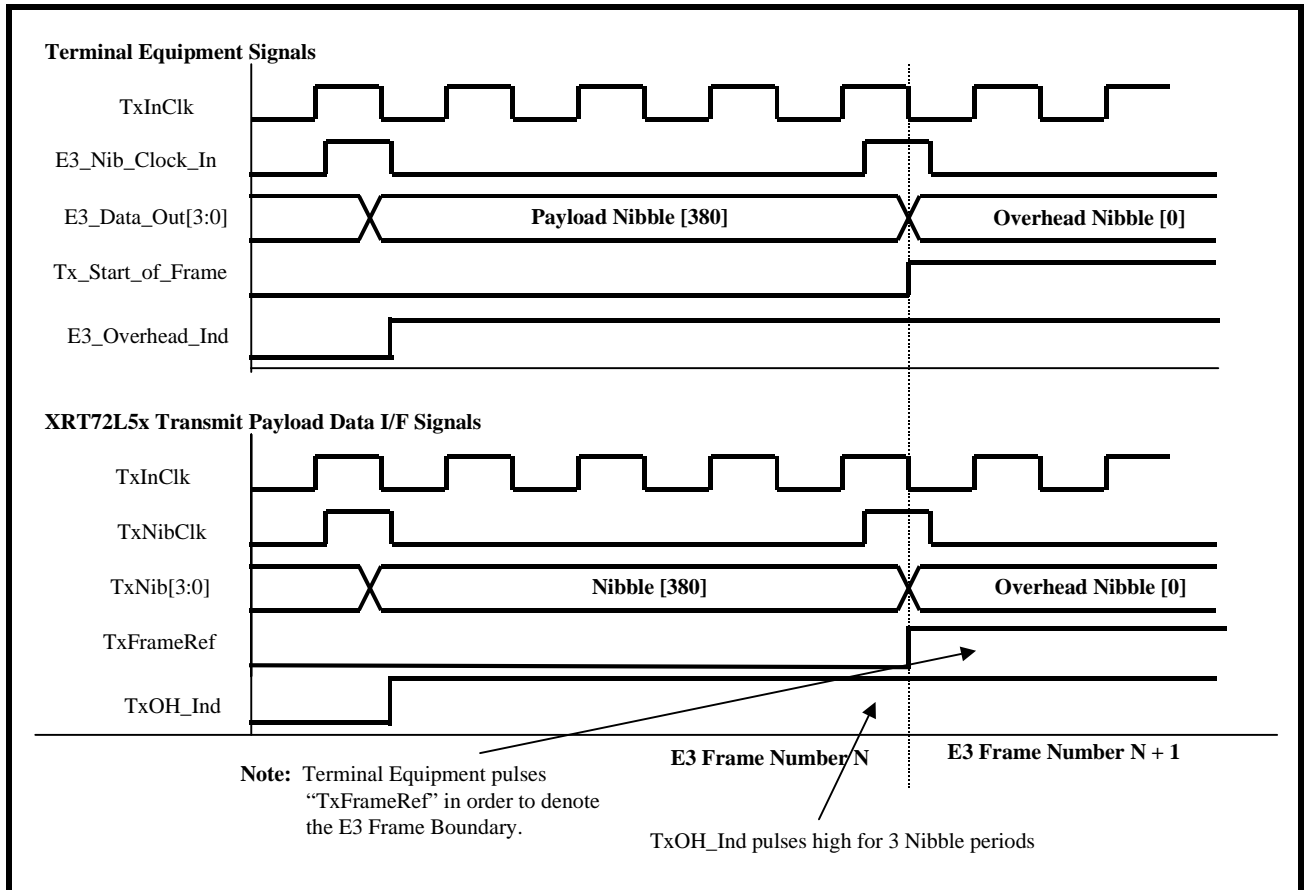 Terminal Equipment Signals
TxInClk
E3_Nib_Clock_In
E3_Data_Out[3:0]
Payload Nibble [380]
Overhead Nibble [0]
Tx_Start_of_Frame
E3_Overhead_Ind
XRT72L5x Transmit Payload Data I/F Signals
TxInClk
TxNibClk
TxNib[3:0]
Nibble [380]
Overhead Nibble [0]
TxFrameRef
TxOH_Ind
E3 Frame Number N
E3 Frame Number N + 1
Note: Terminal Equipment pulses
“TxFrameRef” in order to denote
the E3 Frame Boundary.
TxOH_Ind pulses high for 3 Nibble periods